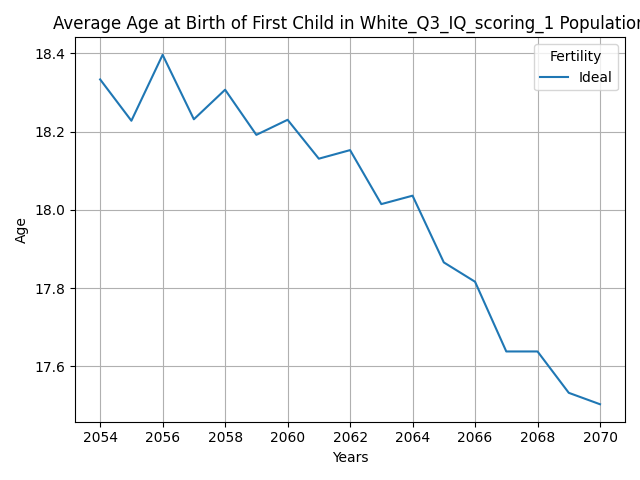 Average Age at Birth of First Child in White_Q3_IQ_scoring_1 Population
Fertility
Ideal
Age
18.4
18.2
18.0
17.8
17.6
2054 2056 2058 2060 2062 2064 2066 2068 2070
Years